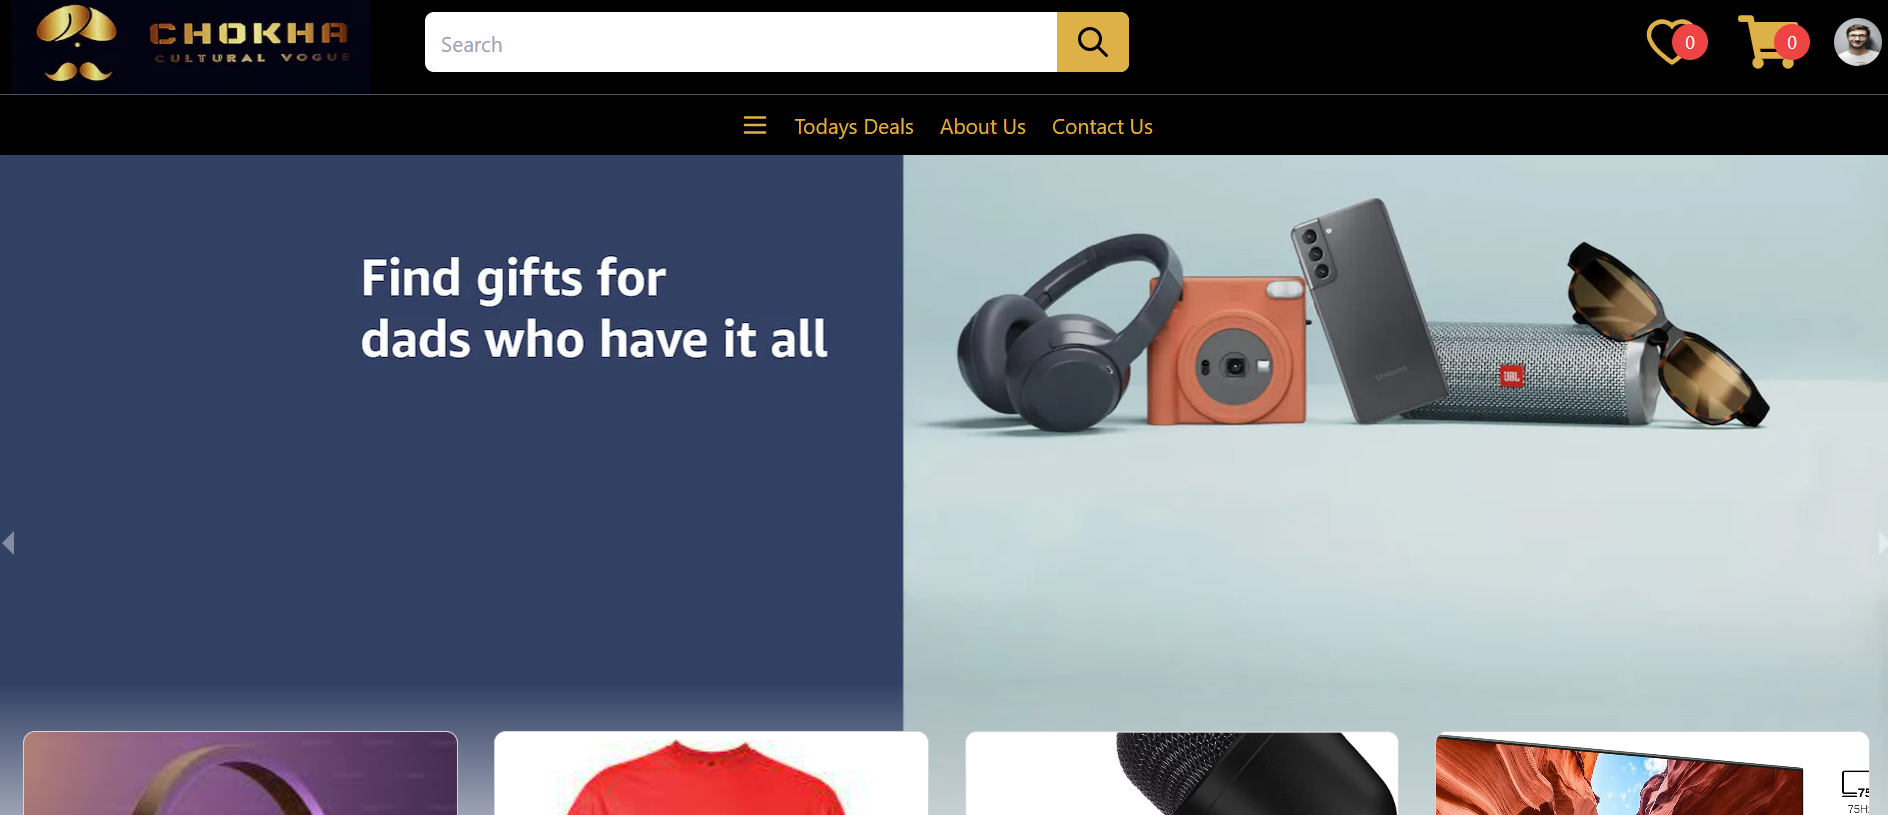 CHOKHA
CULTURAL VOGUE
Search
0
0
Todays Deals
About Us
Contact Us
Find gifts for
dads who have it all
SAMSUNG
JBL
75
75H